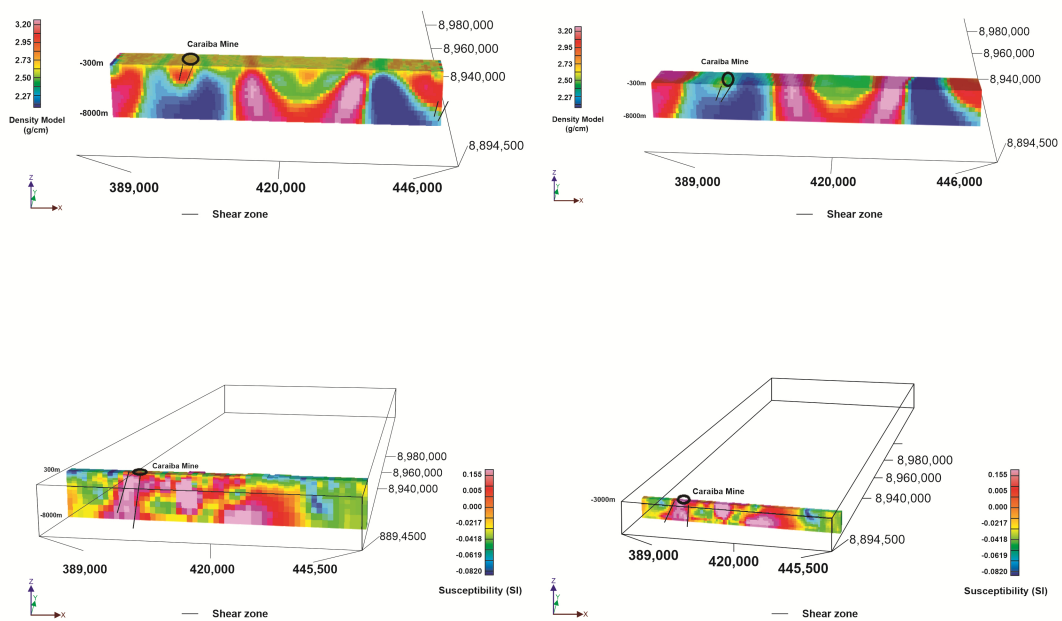 3,20
2.95
2.73
2.50
2.27
Density Model
(g/cm)
Caraiba Mine
-300m
-8000m
8,980,000
8,960,000
8,940,000
8,894,500
389,000
420,000
446,000
Z
Y
X
Shear zone
3,20
2.95
2.73
2.50
2.27
Density Model
(g/cm)
Caraiba Mine
-300m
-8000m
8,980,000
8,960,000
8,940,000
8,894,500
389,000
420,000
446,000
Z
Y
X
Shear zone
300m
-8000m
Caraiba Mine
8,980,000
8,960,000
8,940,000
889,4500
389,000
420,000
445,500
0.155
0.005
0.000
-0.0217
-0.0418
-0.0619
-0.0820
Susceptibility (SI)
Z
Y
X
Shear zone
-3000m
Caraiba Mine
8,980,000
8,960,000
8,940,000
8,894,500
389,000
420,000
445,500
0.155
0.005
0.000
-0.0217
-0.0418
-0.0619
-0.0820
Susceptibility (SI)
Z
Y
X
Shear zone